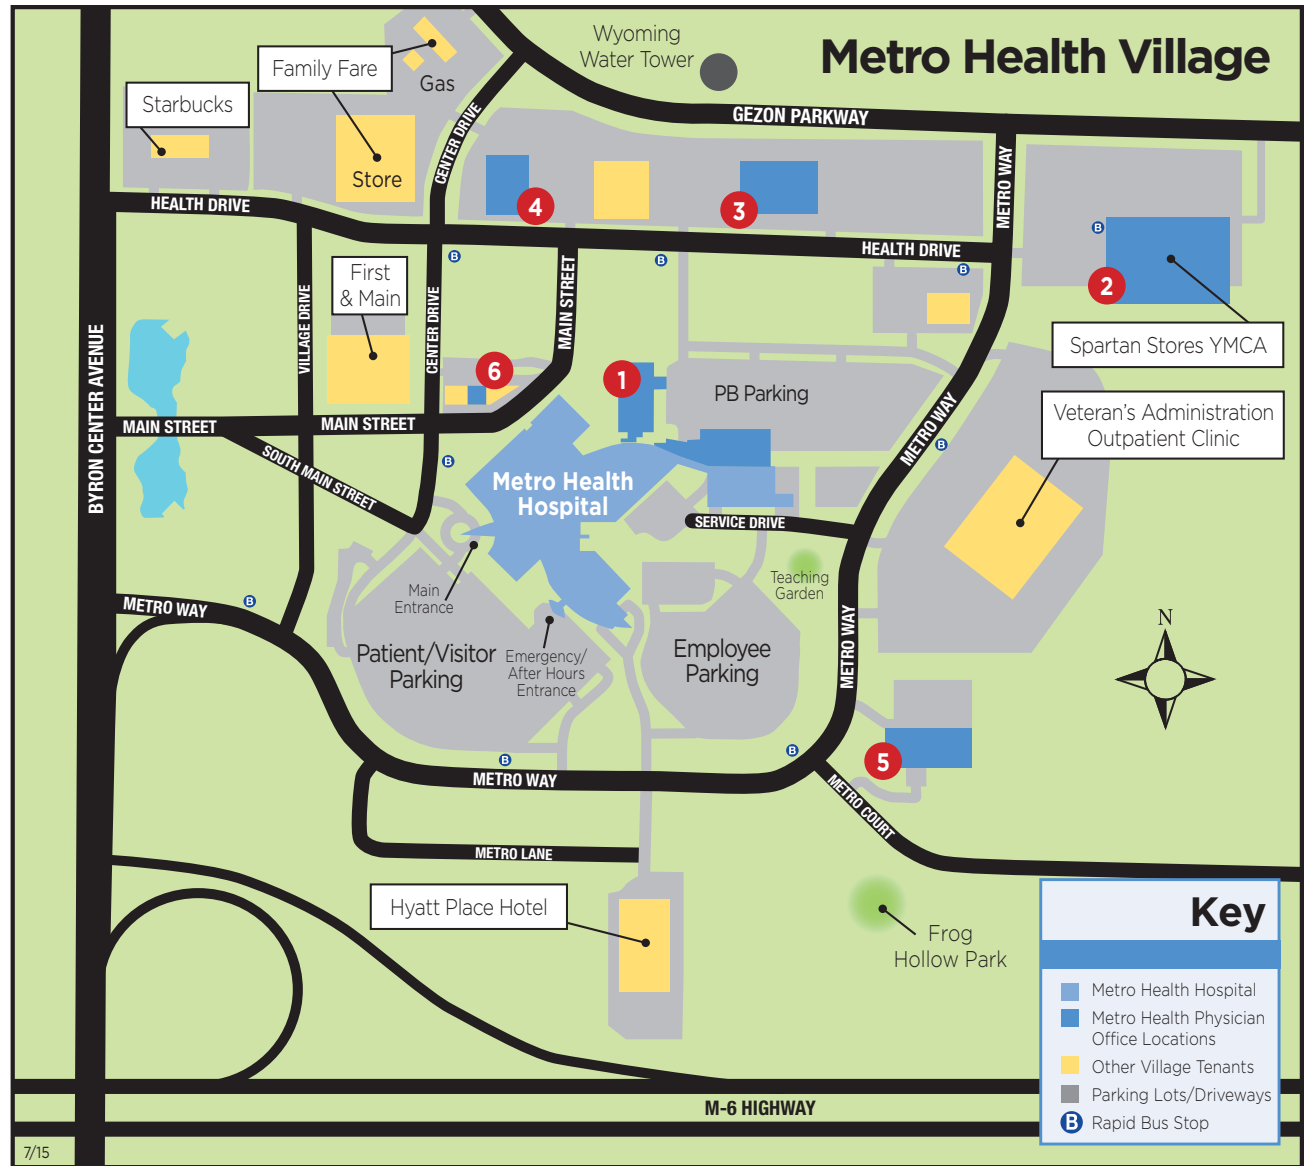 Metro Health Village
Wyoming
Water Tower
Family Fare
Gas
Starbucks
Store
GEZON PARKWAY
CENTER DRIVE
METRO WAY
HEALTH DRIVE
4
3
HEALTH DRIVE
B
B
B
B
2
Spartan Stores YMCA
First
& Main
VILLAGE DRIVE
CENTER DRIVE
MAIN STREET
BYRON CENTER AVENUE
6
1
PB Parking
Veteran's Administration
Outpatient Clinic
METRO WAY
B
MAIN STREET
MAIN STREET
SOUTH MAIN STREET
B
Metro Health
Hospital
SERVICE DRIVE
Teaching
Garden
Main
Entrance
METRO WAY
B
Patient/Visitor
Parking
Emergency/
After Hours
Entrance
Employee
Parking
METRO WAY
N
B
B
5
METRO WAY
METRO COURT
METRO LANE
Hyatt Place Hotel
Frog
Hollow Park
Key
Metro Health Hospital
Metro Health Physician
Office Locations
Other Village Tenants
Parking Lots/Driveways
B Rapid Bus Stop
M-6 HIGHWAY
7/15